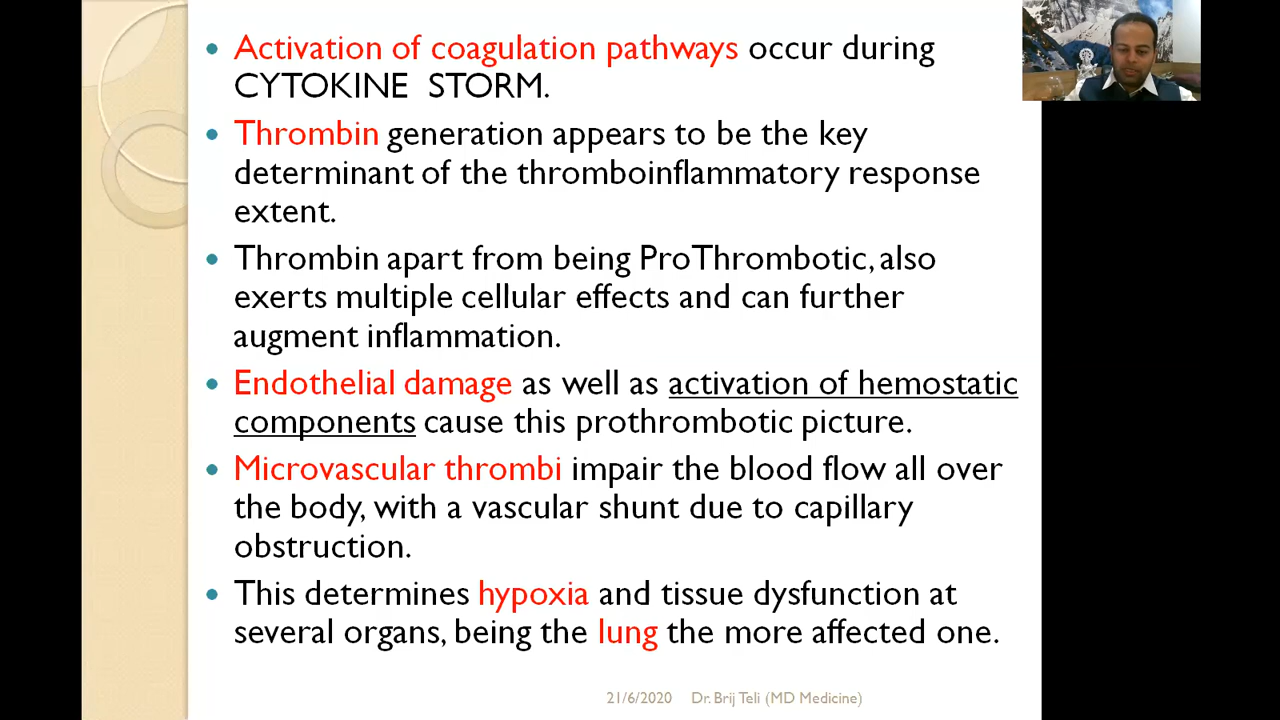 Activation of coagulation pathways occur during
CYTOKINE STORM.
Thrombin generation appears to be the key
determinant of the thromboinflammatory response
extent.
Thrombin apart from being ProThrombotic, also
exerts multiple cellular effects and can further
augment inflammation.
Endothelial damage as well as activation of hemostatic
components cause this prothrombotic picture.
Microvascular thrombi impair the blood flow all over
the body, with a vascular shunt due to capillary
obstruction.
This determines hypoxia and tissue dysfunction at
several organs, being the lung the more affected one.
21/6/2020 Dr. Brij Teli (MD Medicine)